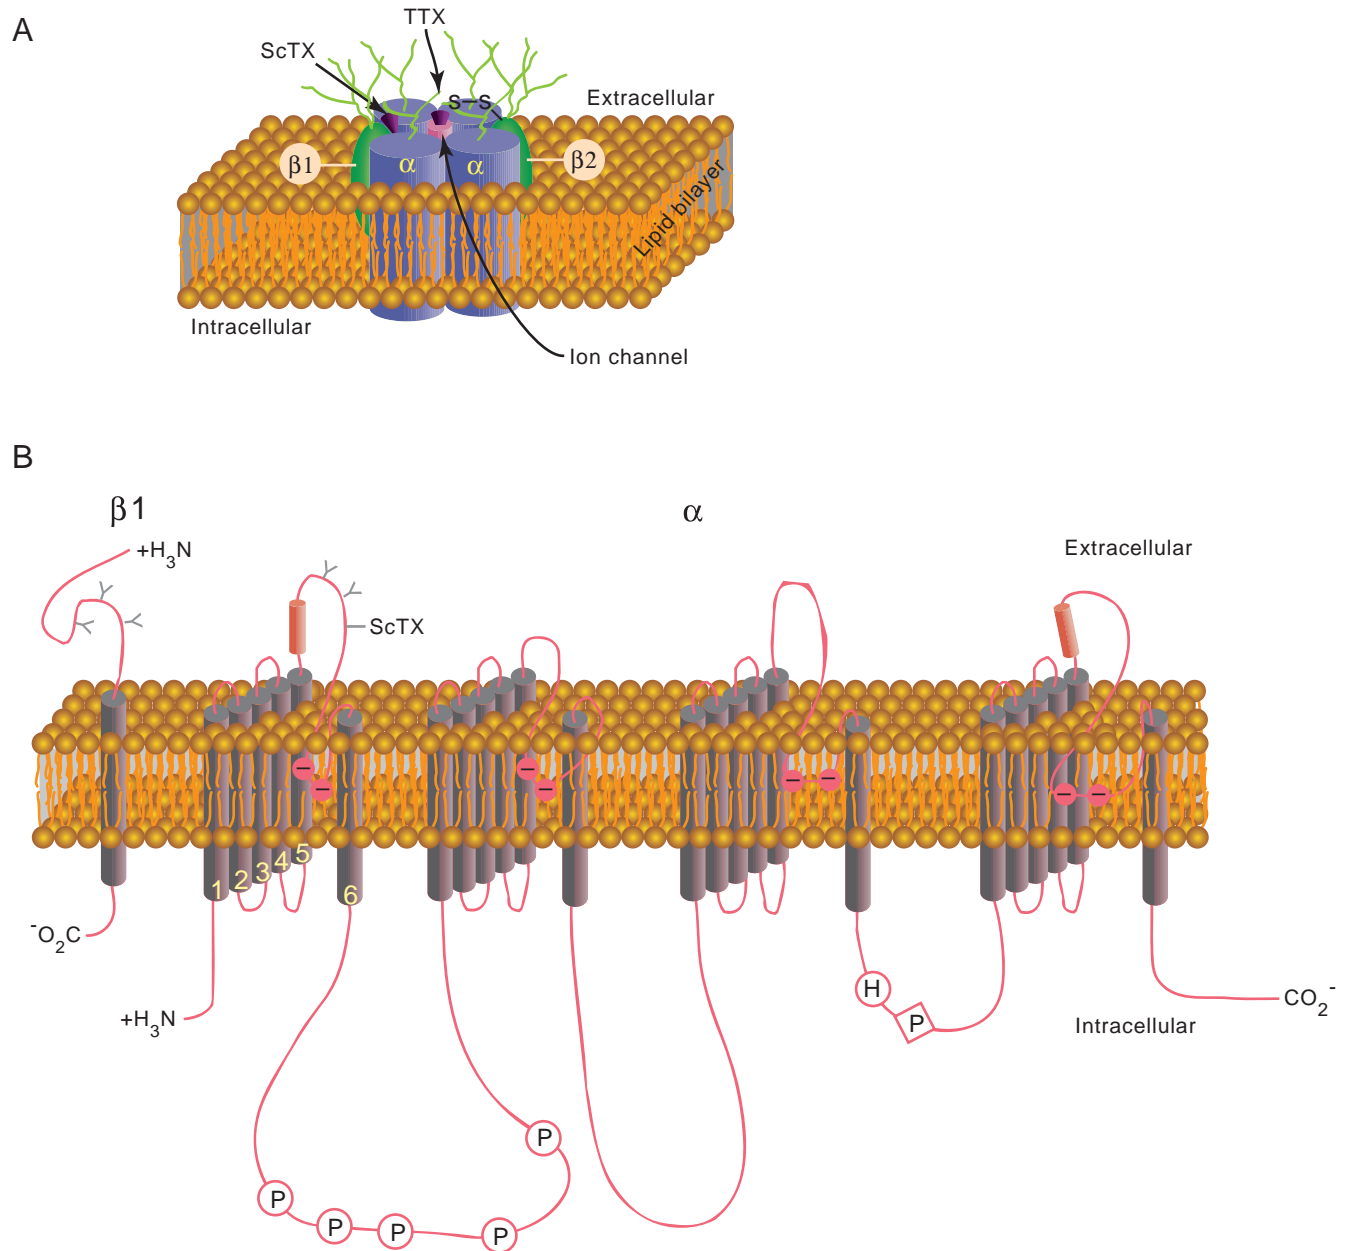 A
TTX
ScTX
S–S
Extracellular
β1
α
α
β2
Lipid bilayer
Intracellular
Ion channel
B
β1
α
+H₃N
Extracellular
ScTX
–
–
–
–
–
–
–
–
1
2
3
4
5
6
⁻O₂C
+H₃N
H
P
CO₂⁻
Intracellular
P
P
P
P
P